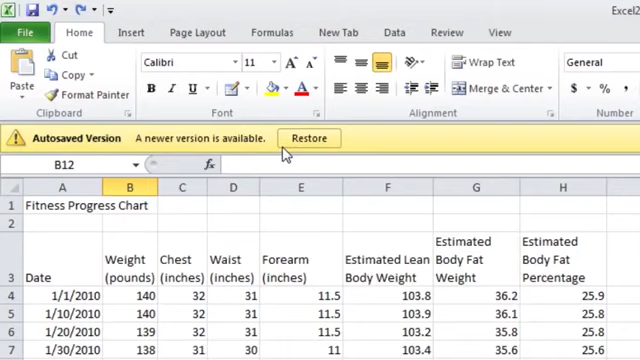 Excel2
File Home Insert Page Layout Formulas New Tab Data Review View
Cut
Copy
Format Painter
Paste
Clipboard
Calibri 11 A A
B I U A
Font
Wrap Text
Merge & Center
Alignment
General
$ % ,
Autosaved Version A newer version is available. Restore
B12 fx
A B C D E F G H
1 Fitness Progress Chart
2
3 Date Weight (pounds) Chest (inches) Waist (inches) Forearm (inches) Estimated Lean Body Weight Estimated Body Fat Weight Estimated Body Fat Percentage
4 1/1/2010 140 32 31 11.5 103.8 36.2 25.9
5 1/10/2010 140 32 31 11.5 103.9 36.1 25.8
6 1/20/2010 139 32 31 11.5 103.2 35.8 25.8
7 1/30/2010 138 31 30 11 103.4 35.6 25.6